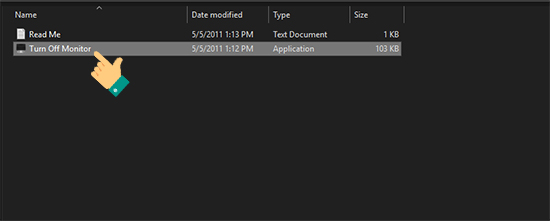 Name Date modified Type Size
Read Me 5/5/2011 1:13 PM Text Document 1 KB
Turn Off Monitor 5/5/2011 1:12 PM Application 103 KB